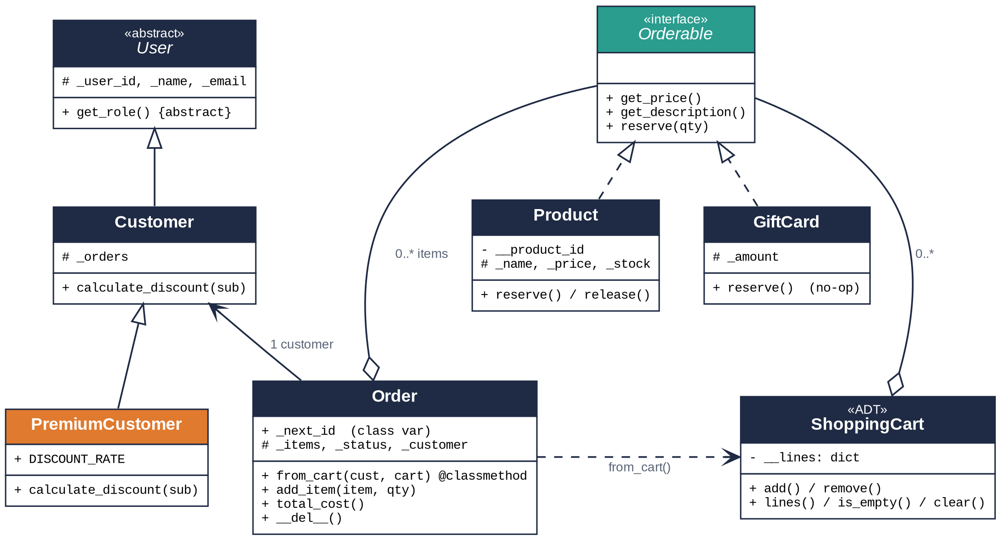 «abstract»
User
# _user_id, _name, _email
+ get_role() {abstract}
«interface»
Orderable
+ get_price()
+ get_description()
+ reserve(qty)
Customer
# _orders
+ calculate_discount(sub)
0..* items
Product
- __product_id
# _name, _price, _stock
+ reserve() / release()
GiftCard
# _amount
+ reserve()  (no-op)
0..*
1 customer
PremiumCustomer
+ DISCOUNT_RATE
+ calculate_discount(sub)
Order
+ _next_id  (class var)
# _items, _status, _customer
+ from_cart(cust, cart) @classmethod
+ add_item(item, qty)
+ total_cost()
+ __del__()
from_cart()
«ADT»
ShoppingCart
- __lines: dict
+ add() / remove()
+ lines() / is_empty() / clear()